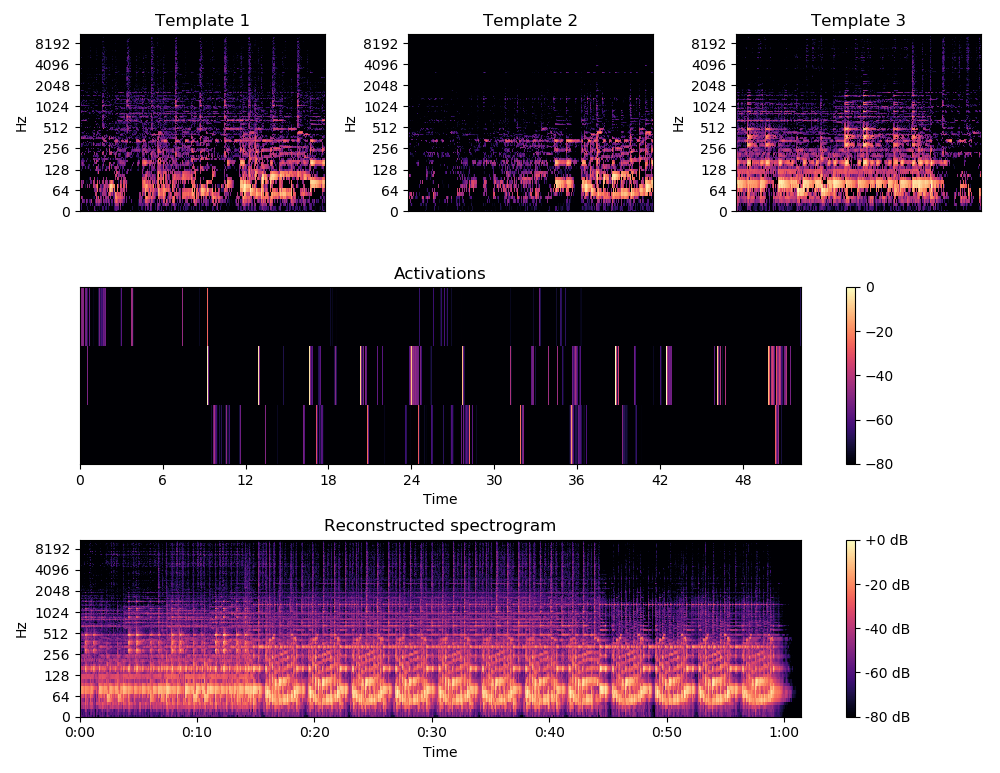 Template 1 Template 2 Template 3
8192 8192 8192
4096 4096 4096
2048 2048 2048
1024 1024 1024
Hz 512 Hz 512 Hz 512
256 256 256
128 128 128
64 64 64
0 0 0
Activations
0
−20
−40
−60
−80
0 6 12 18 24 30 36 42 48
Time
Reconstructed spectrogram
8192 +0 dB
4096 -20 dB
2048
1024
Hz 512 -40 dB
256
128 -60 dB
64
0 -80 dB
0:00 0:10 0:20 0:30 0:40 0:50 1:00
Time